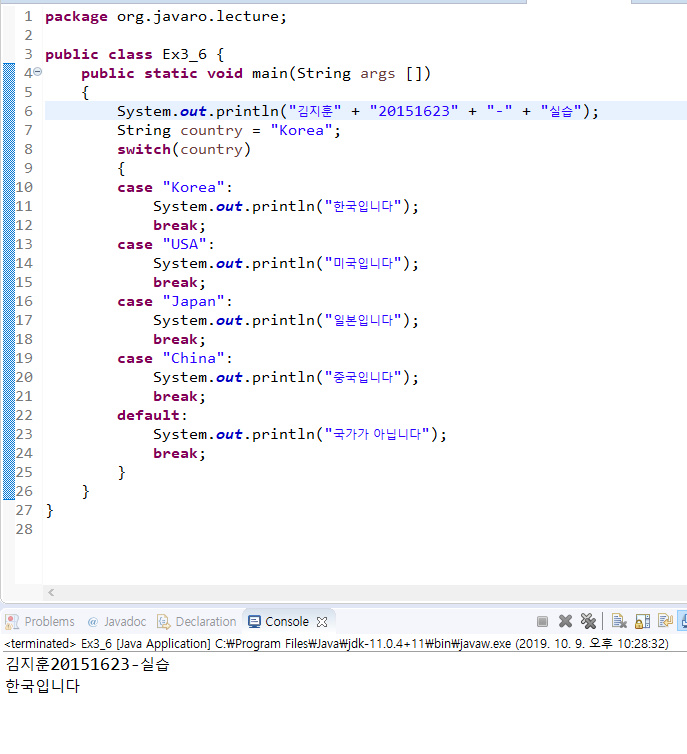 1 package org.javaro.lecture;
2
3 public class Ex3_6 {
4 public static void main(String args [])
5 {
6 System.out.println("김지훈" + "20151623" + "-" + "실습");
7 String country = "Korea";
8 switch(country)
9 {
10 case "Korea":
11 System.out.println("한국입니다");
12 break;
13 case "USA":
14 System.out.println("미국입니다");
15 break;
16 case "Japan":
17 System.out.println("일본입니다");
18 break;
19 case "China":
20 System.out.println("중국입니다");
21 break;
22 default:
23 System.out.println("국가가 아닙니다");
24 break;
25 }
26 }
27 }
28
Problems @ Javadoc Declaration Console
<terminated> Ex3_6 [Java Application] C:₩Program Files₩Java₩jdk-11.0.4+11₩bin₩javaw.exe (2019. 10. 9. 오후 10:28:32)
김지훈20151623-실습
한국입니다